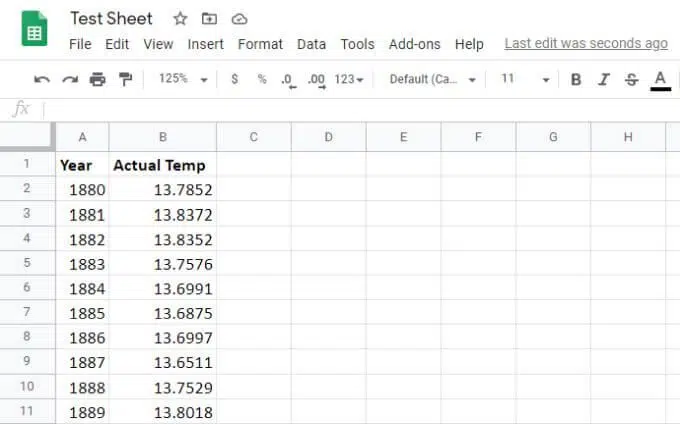 Test Sheet
File Edit View Insert Format Data Tools Add-ons Help Last edit was seconds ago
125% $ % .0 .00 123 Default (Ca... 11 B I S A
fx
A B C D E F G H
1 Year Actual Temp
2 1880 13.7852
3 1881 13.8372
4 1882 13.8352
5 1883 13.7576
6 1884 13.6991
7 1885 13.6875
8 1886 13.6997
9 1887 13.6511
10 1888 13.7529
11 1889 13.8018